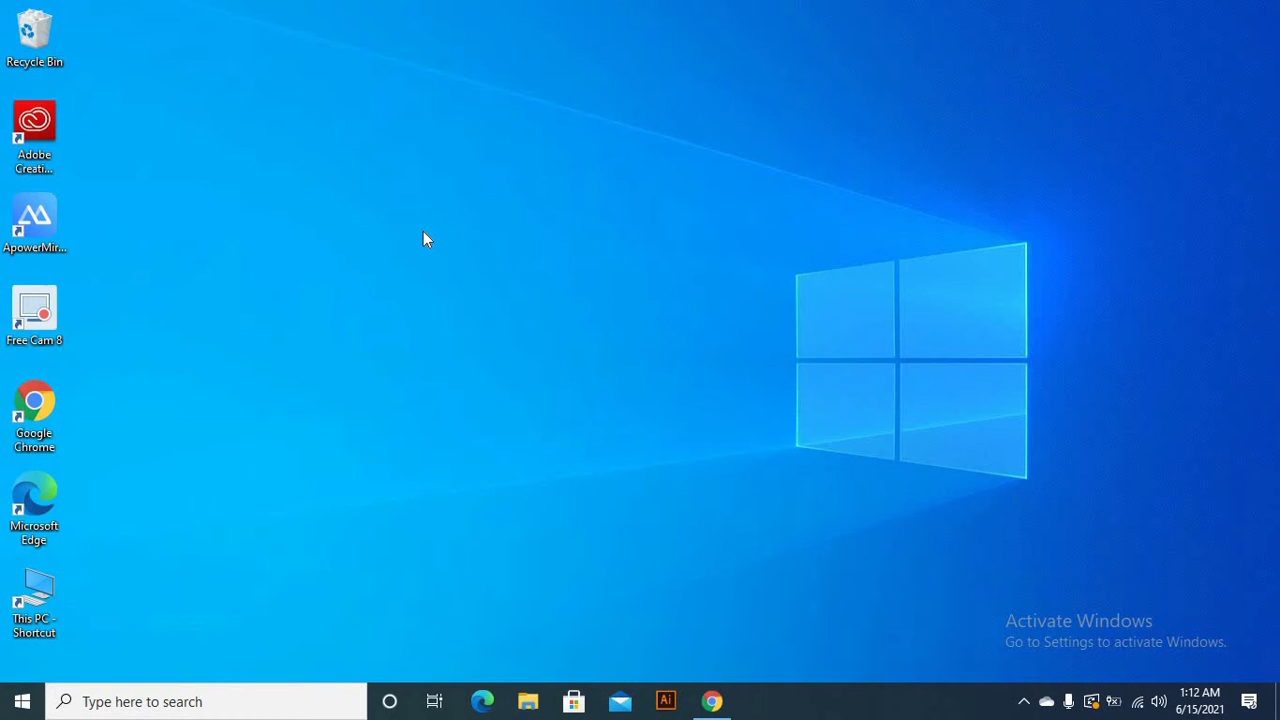 Recycle Bin
Adobe
Creati...
ApowerMir...
Free Cam 8
Google
Chrome
Microsoft
Edge
This PC -
Shortcut
Activate Windows
Go to Settings to activate Windows.
Type here to search
Ai
1:12 AM
6/15/2021